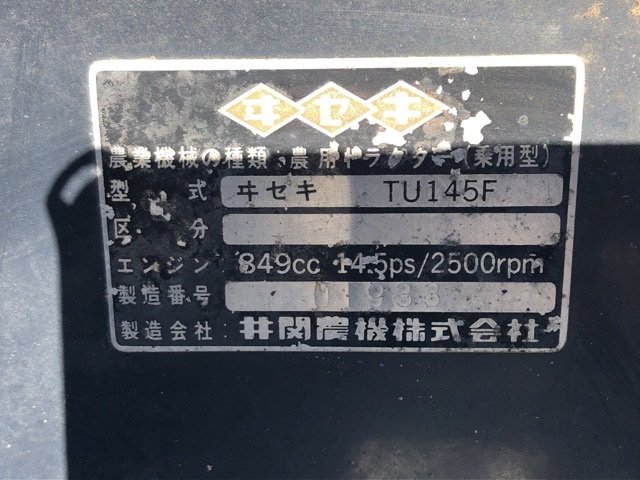 ヰセキ
農業機械の種類 農用トラクター(乗用型)
型式 ヰセキ TU145F
区分
エンジン 849cc 14.5ps/2500rpm
製造番号
製造会社 井関農機株式会社